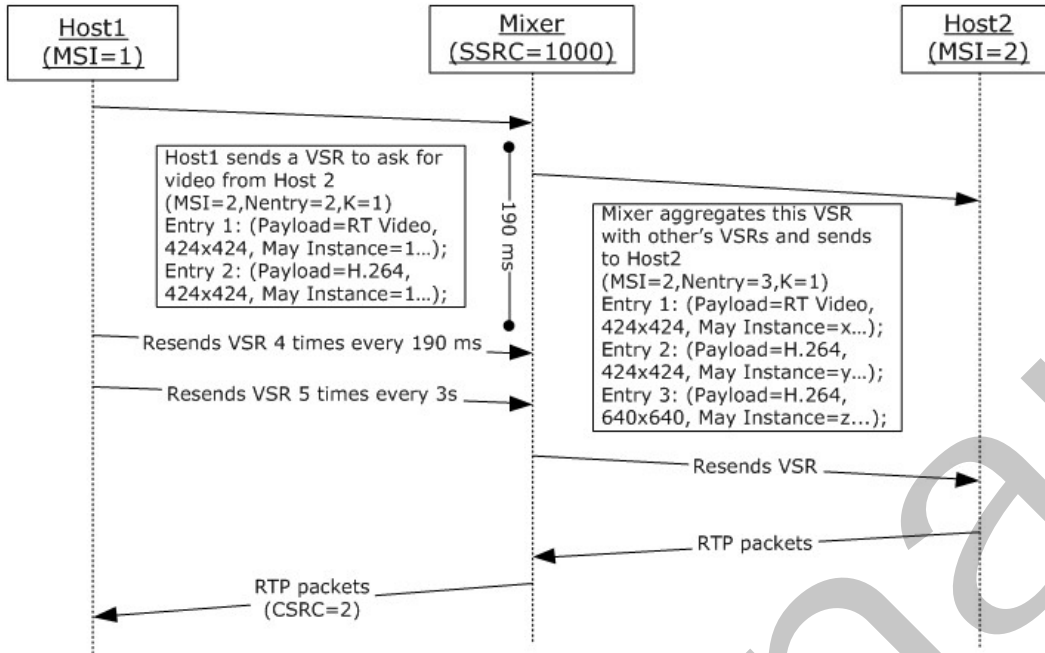 Host1
(MSI=1)
Mixer
(SSRC=1000)
Host2
(MSI=2)
Host1 sends a VSR to ask for
video from Host 2
(MSI=2,Nentry=2,K=1)
Entry 1: (Payload=RT Video,
424x424, May Instance=1...);
Entry 2: (Payload=H.264,
424x424, May Instance=1...);
190 ms
Mixer aggregates this VSR
with other's VSRs and sends
to Host2
(MSI=2,Nentry=3,K=1)
Entry 1: (Payload=RT Video,
424x424, May Instance=x...);
Entry 2: (Payload=H.264,
424x424, May Instance=y...);
Entry 3: (Payload=H.264,
640x640, May Instance=z...);
Resends VSR 4 times every 190 ms
Resends VSR 5 times every 3s
Resends VSR
RTP packets
RTP packets
(CSRC=2)